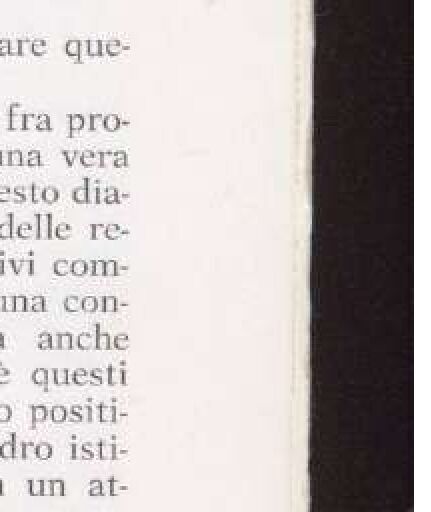 are que-
fra pro-
una vera
esto dia-
delle re-
ivi com-
una con-
a anche
è questi
o positi-
dro isti-
un at-